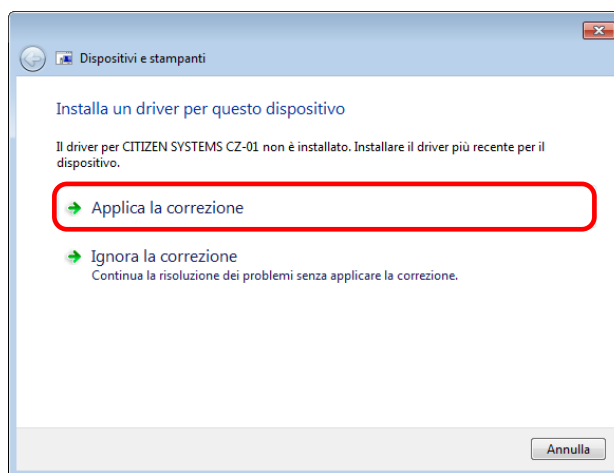 Dispositivi e stampanti
Installa un driver per questo dispositivo
Il driver per CITIZEN SYSTEMS CZ-01 non è installato. Installare il driver più recente per il
dispositivo.
Applica la correzione
Ignora la correzione
Continua la risoluzione dei problemi senza applicare la correzione.
Annulla